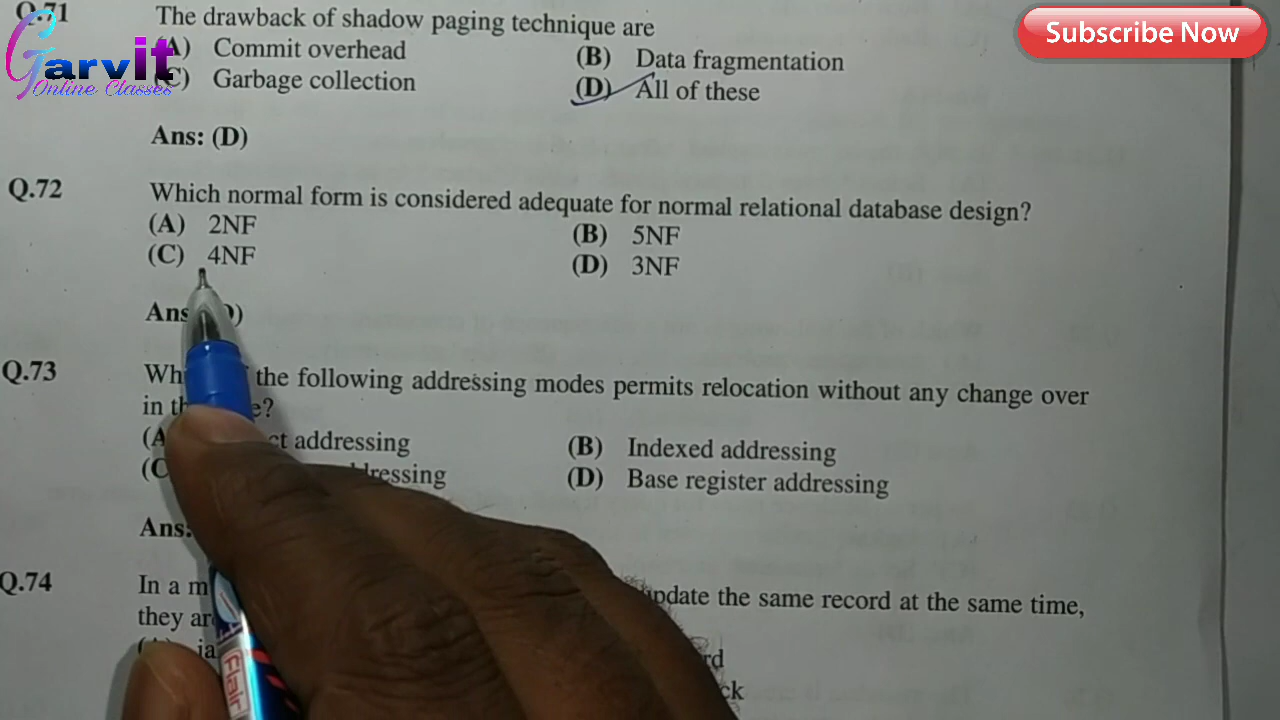 Subscribe Now
Garvit
Online Classes
Q.71 The drawback of shadow paging technique are
(A) Commit overhead (B) Data fragmentation
(C) Garbage collection (D) All of these
Ans: (D)
Q.72 Which normal form is considered adequate for normal relational database design?
(A) 2NF (B) 5NF
(C) 4NF (D) 3NF
Ans D)
Q.73 the following addressing modes permits relocation without any change over
in
addressing (B) Indexed addressing
(D) Base register addressing
Ans:
Q.74 In a the same record at the same time,
they
Flair